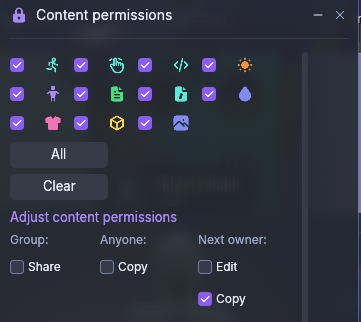 Content permissions
All
Clear
Adjust content permissions
Group: Anyone: Next owner:
Share Copy Edit
Copy